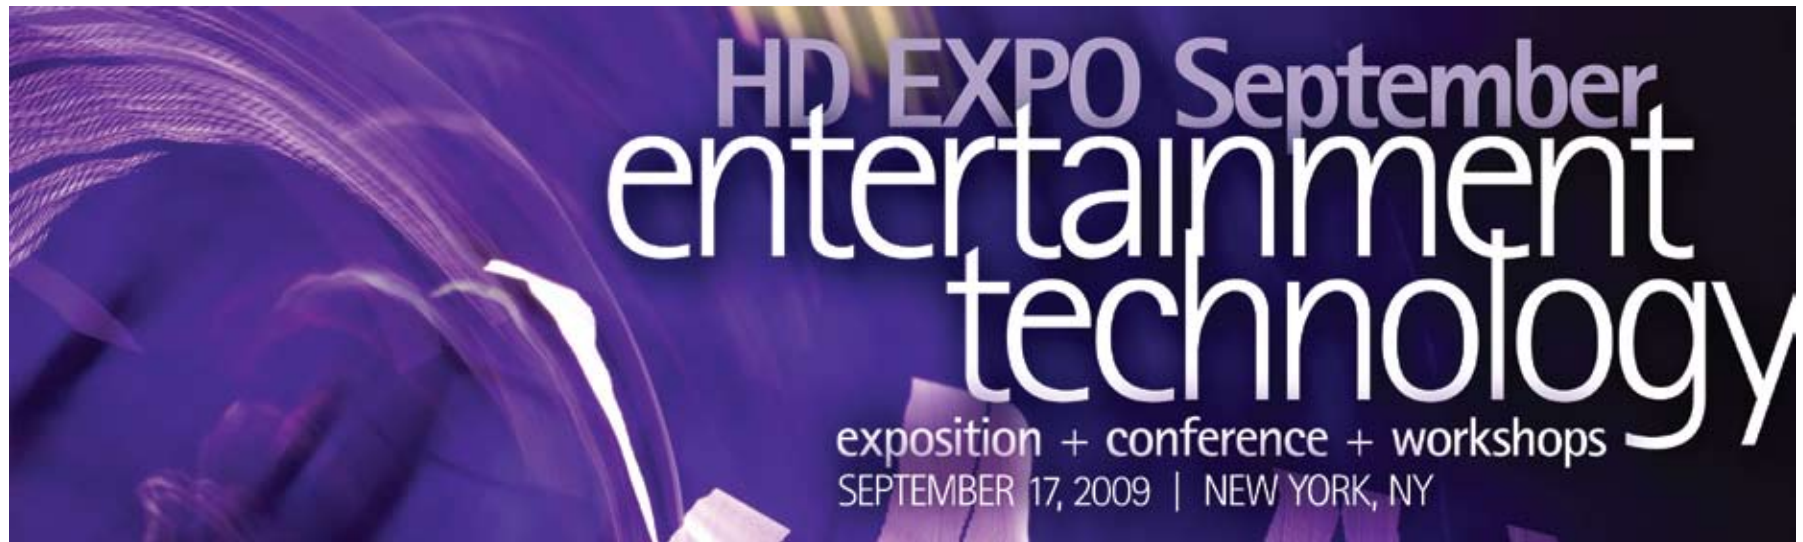 HD EXPO September
entertainment
technology
exposition + conference + workshops
SEPTEMBER 17, 2009 | NEW YORK, NY